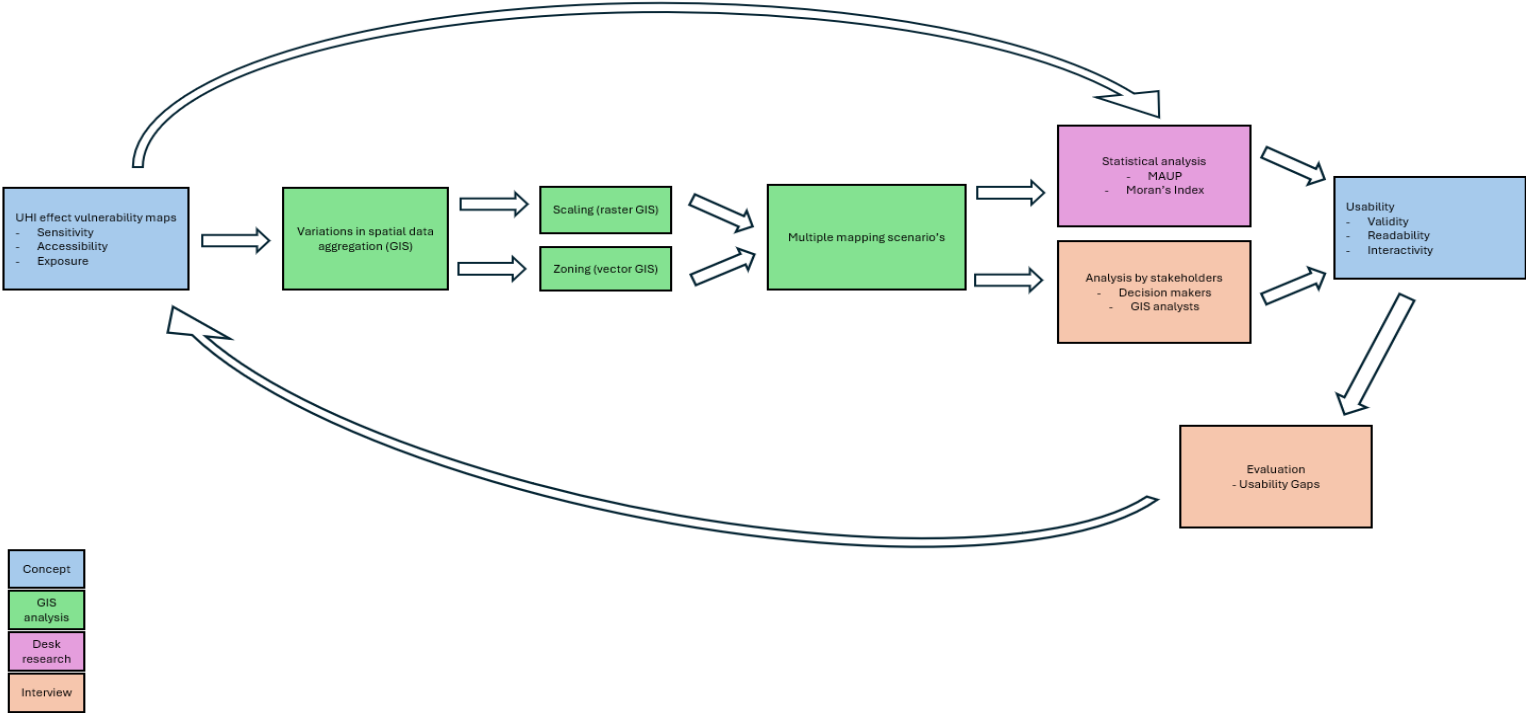 UHI effect vulnerability maps
- Sensitivity
- Accessibility
- Exposure
Variations in spatial data
aggregation (GIS)
Scaling (raster GIS)
Zoning (vector GIS)
Multiple mapping scenario's
Statistical analysis
- MAUP
- Moran's Index
Analysis by stakeholders
- Decision makers
- GIS analysts
Usability
- Validity
- Readability
- Interactivity
Evaluation
- Usability Gaps
Concept
GIS
analysis
Desk
research
Interview